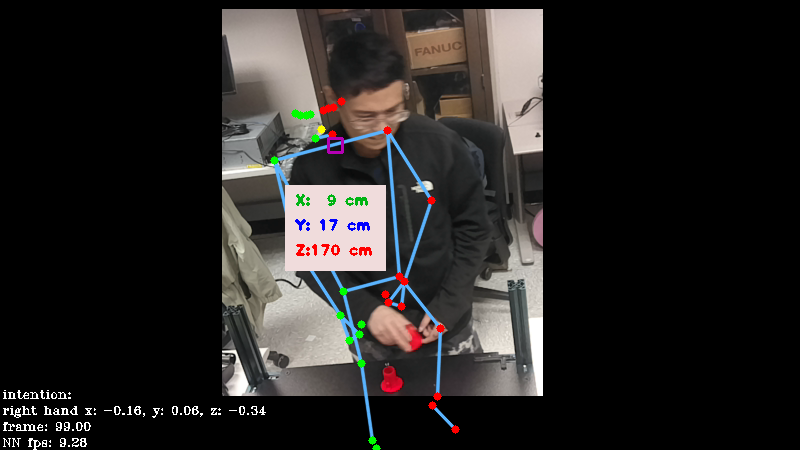 FANUC
X: 9 cm
Y: 17 cm
Z:170 cm
intention:
right hand x: -0.16, y: 0.06, z: -0.34
frame: 99.00
NN fps: 9.28